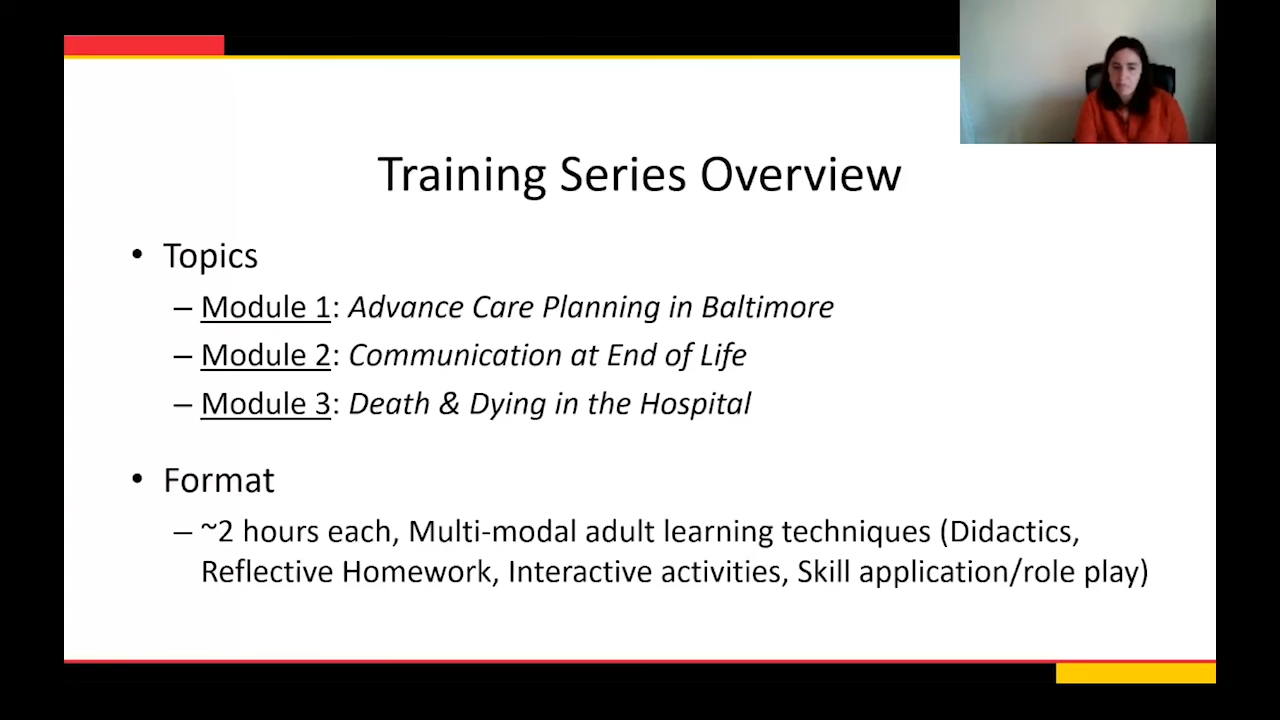 Training Series Overview
• Topics
– Module 1: Advance Care Planning in Baltimore
– Module 2: Communication at End of Life
– Module 3: Death & Dying in the Hospital
• Format
– ~2 hours each, Multi-modal adult learning techniques (Didactics,
Reflective Homework, Interactive activities, Skill application/role play)